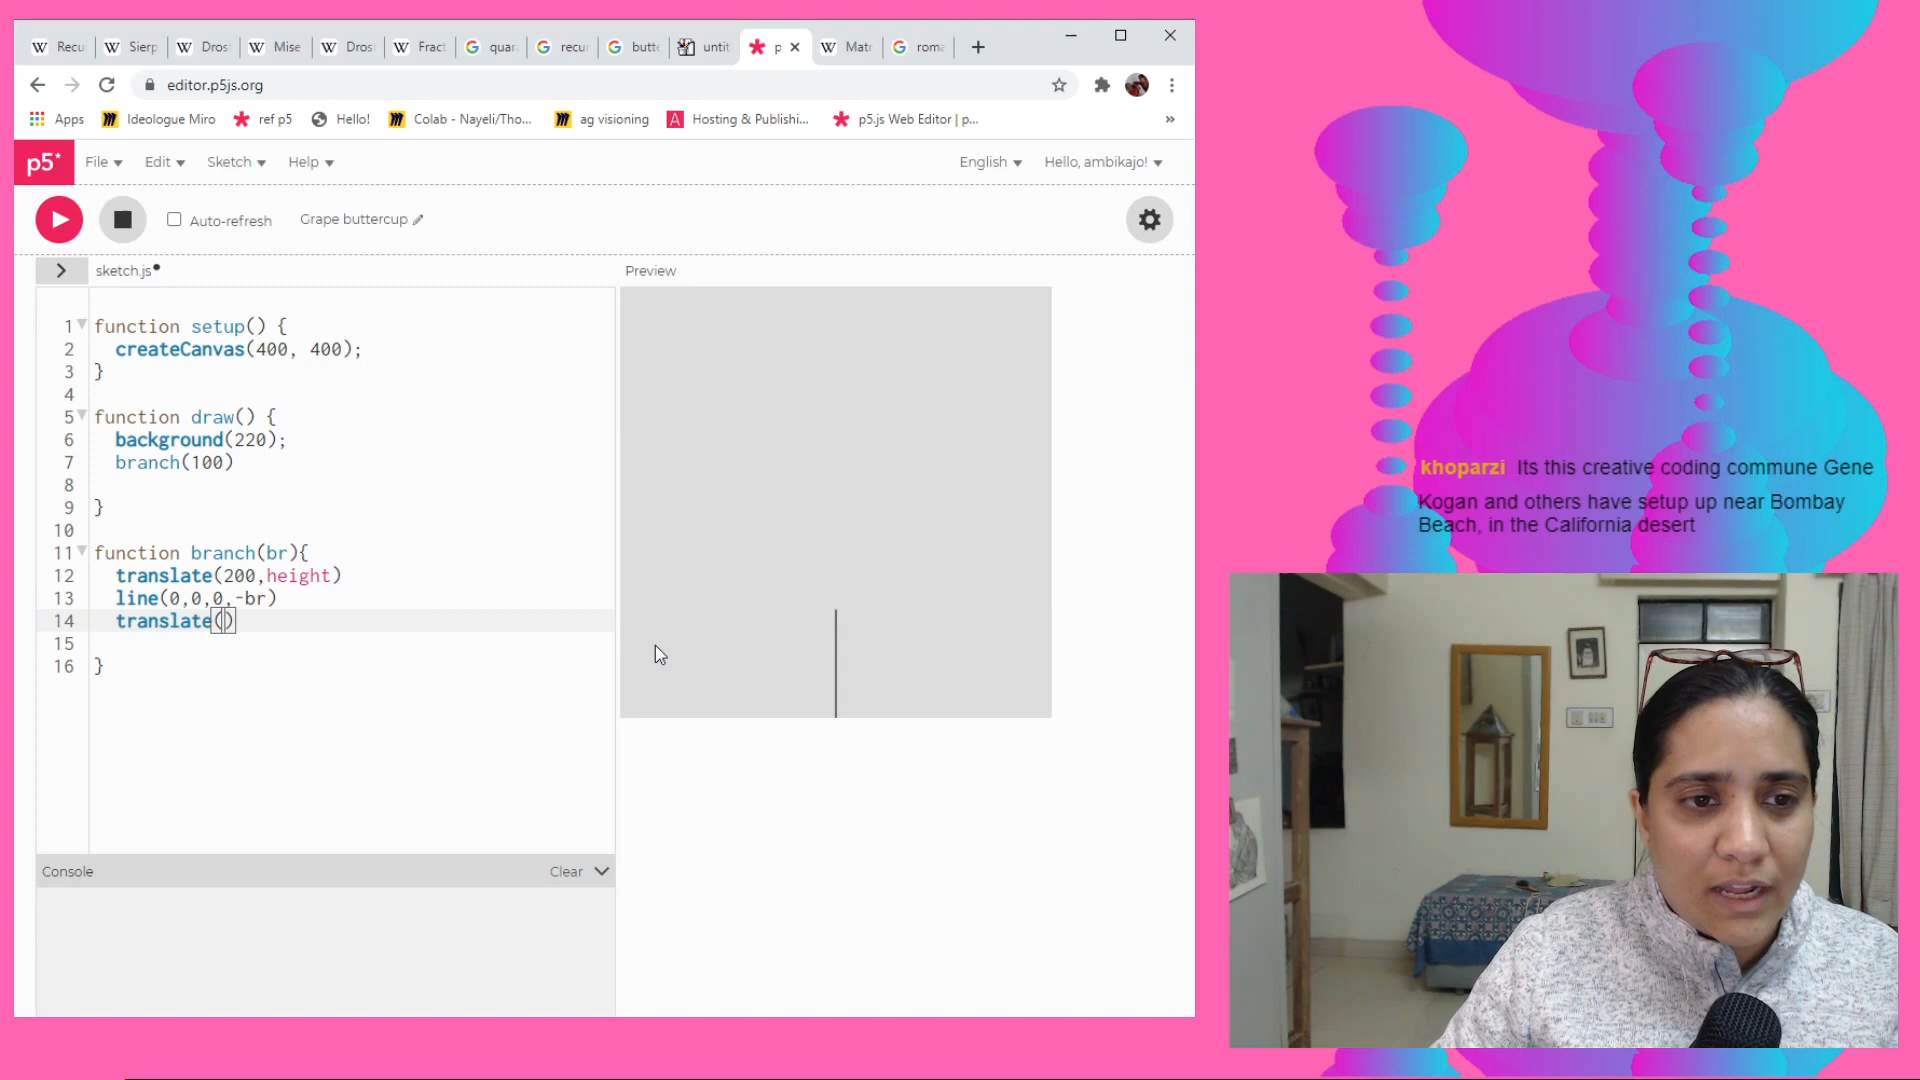 Recu Sierp Dros Mise Dros Fract quar recu butt untit p Mat roma
editor.p5js.org
Apps Ideologue Miro ref p5 Hello! Colab - Nayeli/Tho... ag visioning Hosting & Publishi... p5.js Web Editor | p... »
p5* File Edit Sketch Help English Hello, ambikajo!
Auto-refresh Grape buttercup
sketch.js Preview
1 function setup() {
2 createCanvas(400, 400);
3 }
4
5 function draw() {
6 background(220);
7 branch(100)
8
9 }
10
11 function branch(br){
12 translate(200,height)
13 line(0,0,0,-br)
14 translate()
15
16 }
Console Clear
khoparzi Its this creative coding commune Gene
Kogan and others have setup up near Bombay
Beach, in the California desert